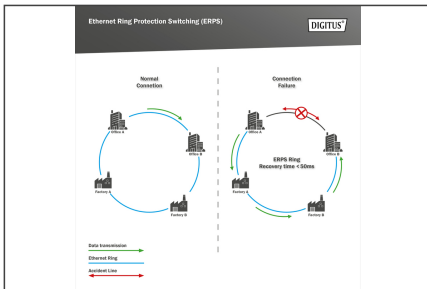 Ethernet Ring Protection Switching (ERPS)
DIGITUS®
Normal
Connetion
Office A
Office B
Factory A
Factory B
Connection
Failure
Office A
Office B
ERPS Ring
Recovery time < 50ms
Factory A
Factory B
Data transmission
Ethernet Ring
Accident Line